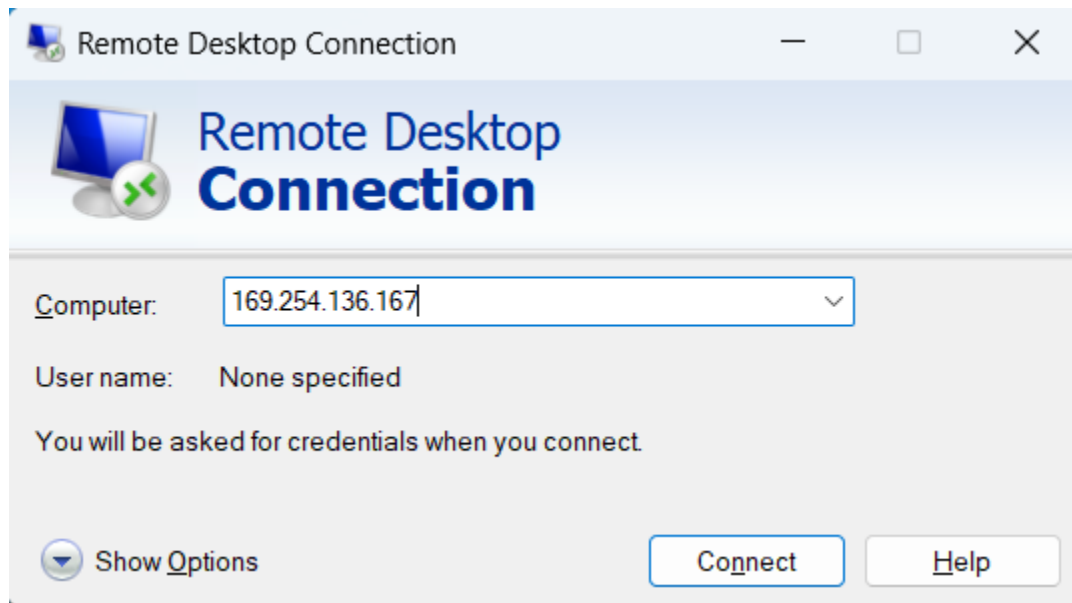 Remote Desktop Connection
Remote Desktop
Connection
Computer: 169.254.136.167
User name: None specified
You will be asked for credentials when you connect.
Show Options Connect Help